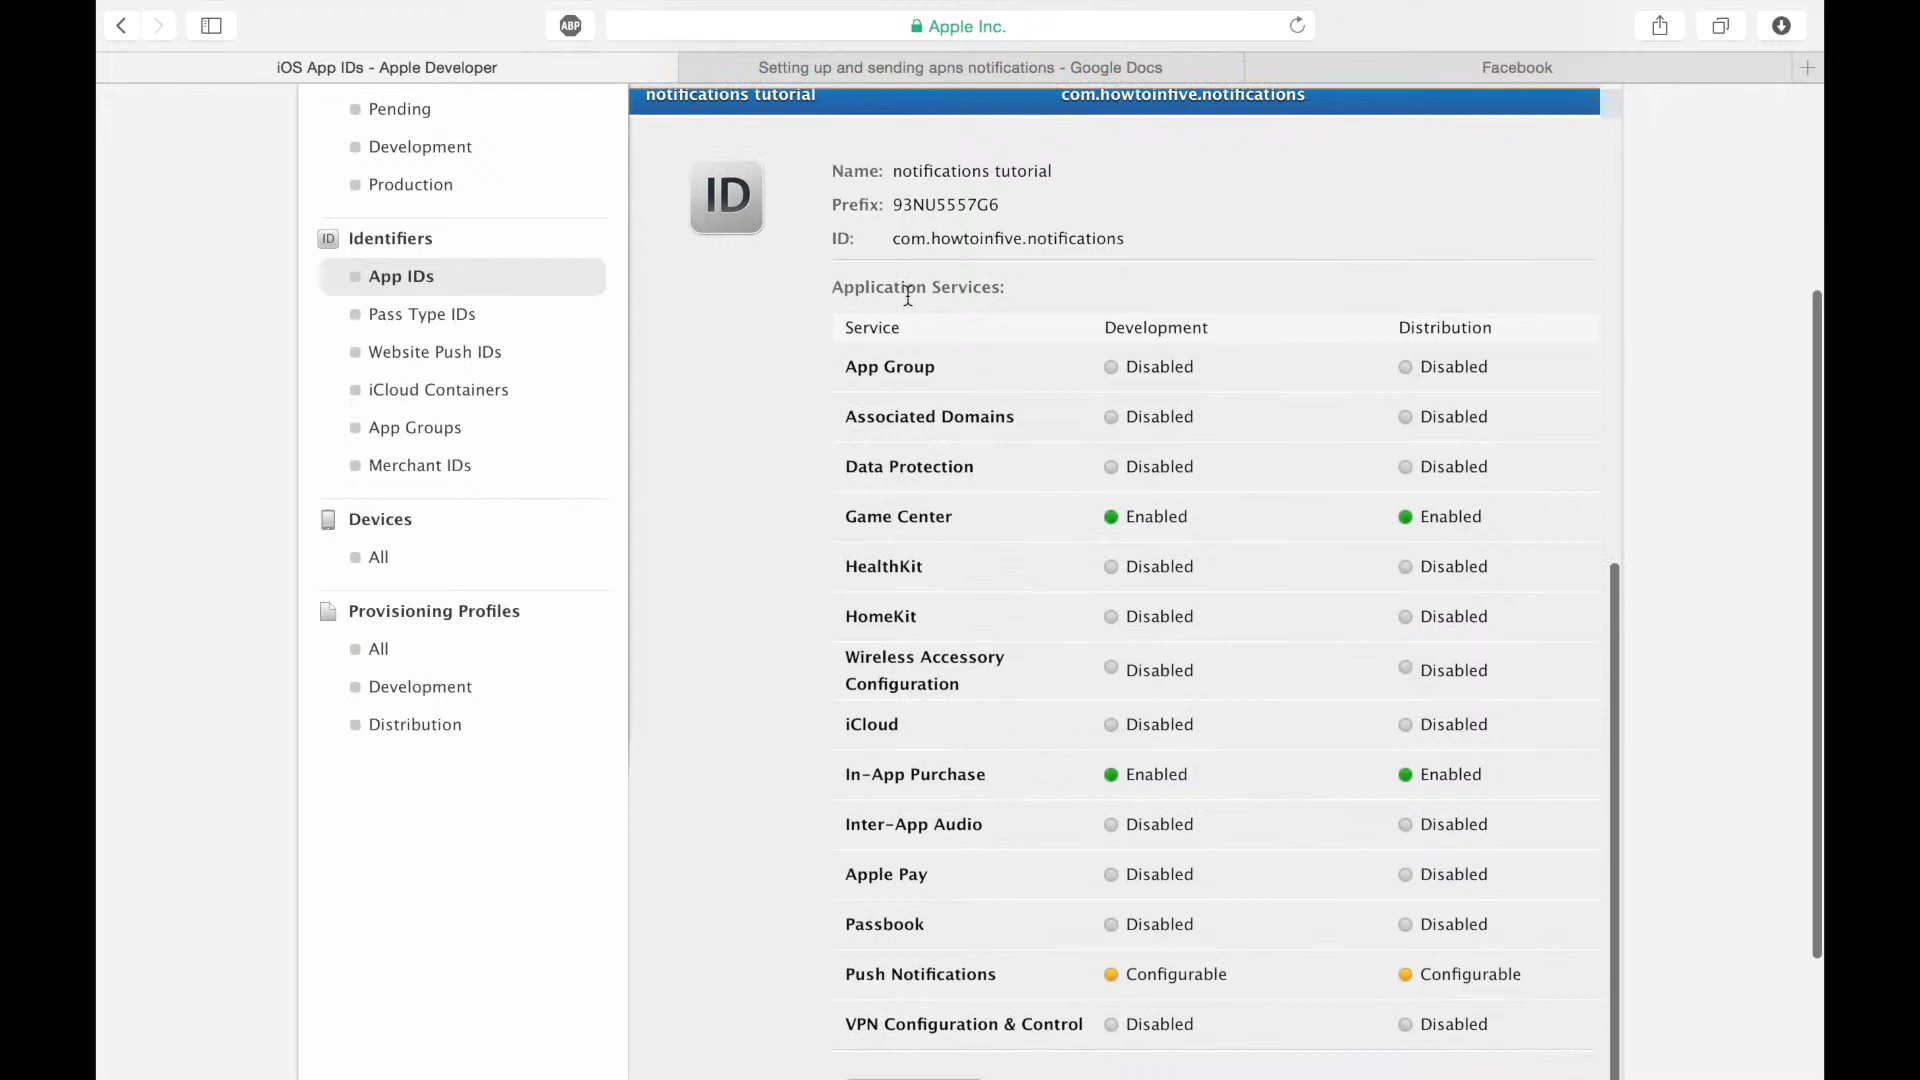 ABP
Apple Inc.
iOS App IDs - Apple Developer
Setting up and sending apns notifications - Google Docs
Facebook
Pending
Development
Production
ID Identifiers
App IDs
Pass Type IDs
Website Push IDs
iCloud Containers
App Groups
Merchant IDs
Devices
All
Provisioning Profiles
All
Development
Distribution
notifications tutorial com.howtoinfive.notifications
ID
Name: notifications tutorial
Prefix: 93NU5557G6
ID: com.howtoinfive.notifications
Application Services:
Service Development Distribution
App Group Disabled Disabled
Associated Domains Disabled Disabled
Data Protection Disabled Disabled
Game Center Enabled Enabled
HealthKit Disabled Disabled
HomeKit Disabled Disabled
Wireless Accessory
Configuration Disabled Disabled
iCloud Disabled Disabled
In-App Purchase Enabled Enabled
Inter-App Audio Disabled Disabled
Apple Pay Disabled Disabled
Passbook Disabled Disabled
Push Notifications Configurable Configurable
VPN Configuration & Control Disabled Disabled